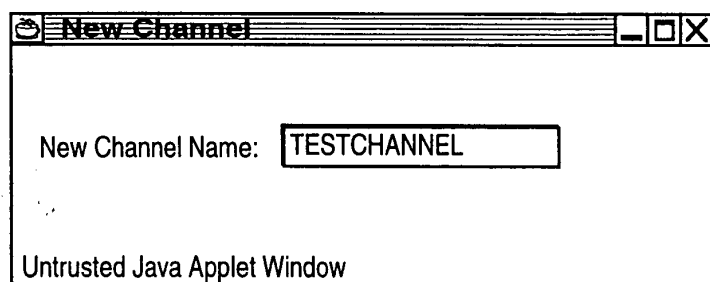 New Channel
New Channel Name: TESTCHANNEL
Untrusted Java Applet Window